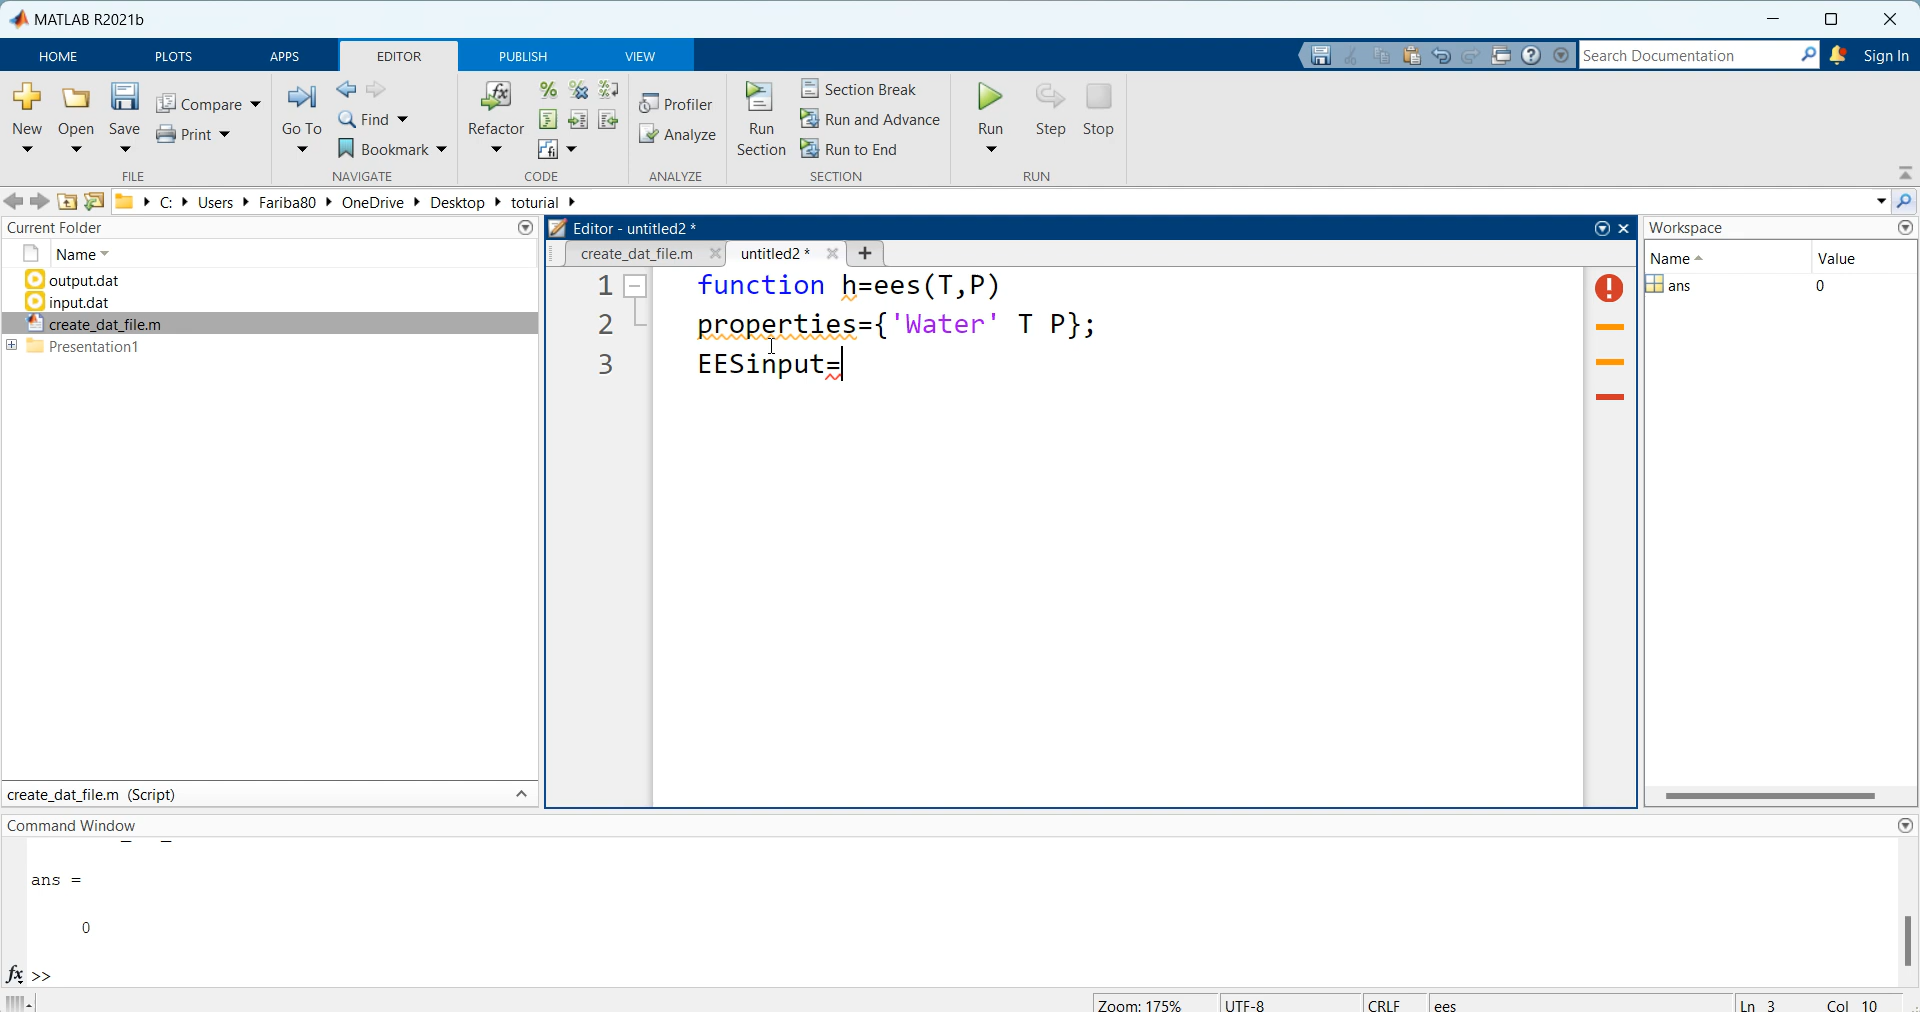 MATLAB R2021b
HOME PLOTS APPS EDITOR PUBLISH VIEW Search Documentation Sign In
New Open Save Compare Print
FILE
Go To Find Bookmark
NAVIGATE
Refactor
CODE
Profiler
Analyze
ANALYZE
Run Section
Section Break
Run and Advance
Run to End
SECTION
Run Step Stop
RUN
C: Users Fariba80 OneDrive Desktop toturial
Current Folder
Name
output.dat
input.dat
create_dat_file.m
Presentation1
create_dat_file.m (Script)
Editor - untitled2 *
create_dat_file.m untitled2 * +
1 function h=ees(T,P)
2 properties={'Water' T P};
3 EESinput=
Workspace
Name Value
ans 0
Command Window
ans =
0
fx >>
Zoom: 175% UTF-8 CRLF ees Ln 3 Col 10